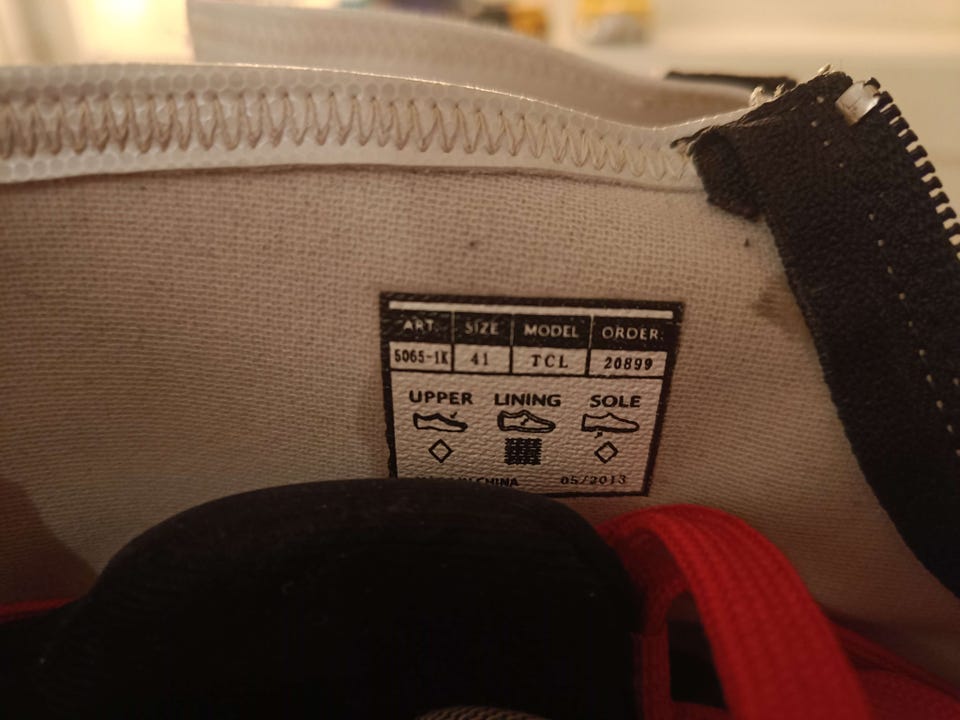 ART. SIZE MODEL ORDER:
5065-1K 41 TCL 20899
UPPER LINING SOLE
CHINA 05/2013